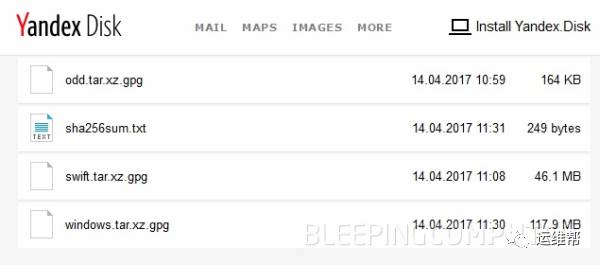 Yandex Disk MAIL MAPS IMAGES MORE Install Yandex.Disk
odd.tar.xz.gpg 14.04.2017 10:59 164 KB
TEXT sha256sum.txt 14.04.2017 11:31 249 bytes
swift.tar.xz.gpg 14.04.2017 11:08 46.1 MB
windows.tar.xz.gpg 14.04.2017 11:30 117.9 MB
BLEEPINGCOMPUTER
运维帮